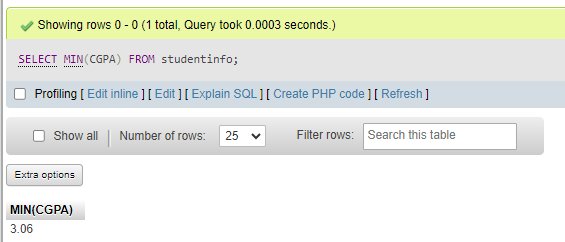 Showing rows 0 - 0 (1 total, Query took 0.0003 seconds.)
SELECT MIN(CGPA) FROM studentinfo;
Profiling [ Edit inline ] [ Edit ] [ Explain SQL ] [ Create PHP code ] [ Refresh ]
Show all Number of rows: 25 Filter rows: Search this table
Extra options
MIN(CGPA)
3.06